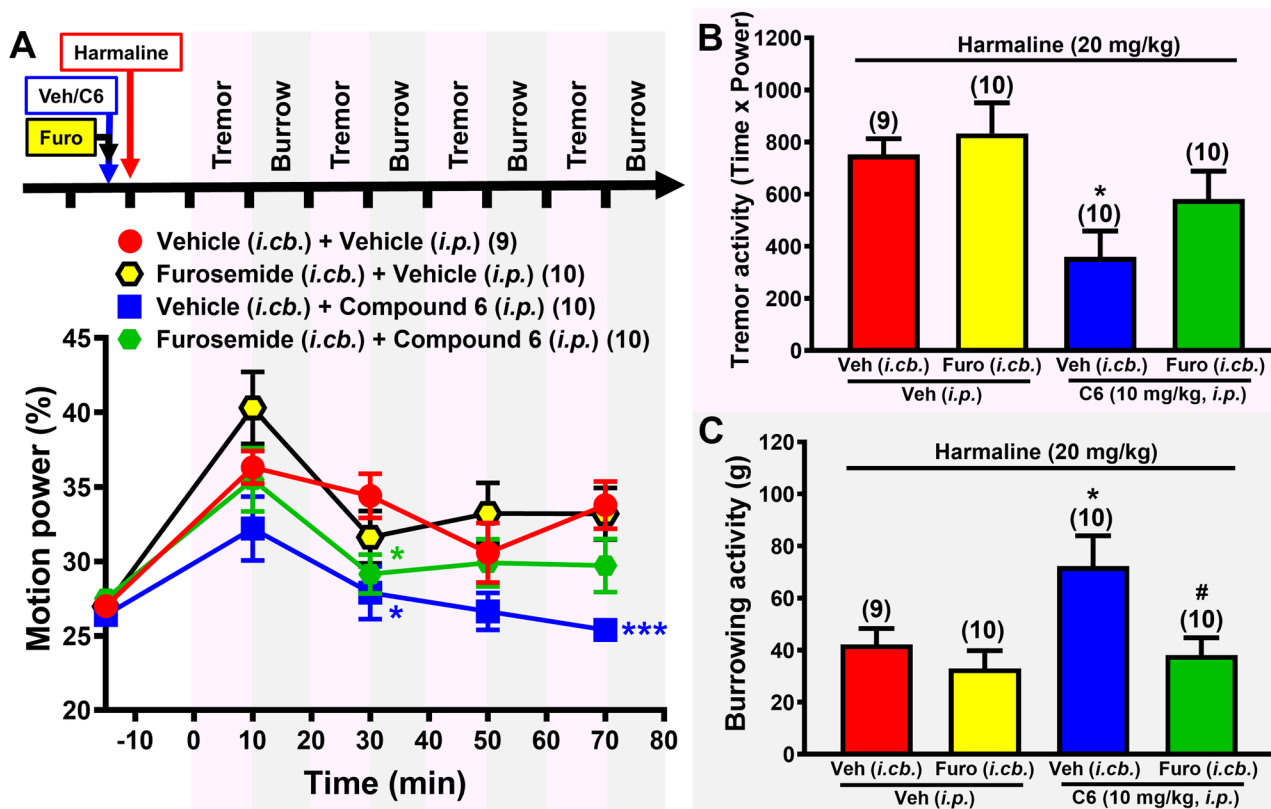 A
Harmaline
Veh/C6
Furo
Tremor
Burrow
Tremor
Burrow
Tremor
Burrow
Tremor
Burrow
Vehicle (i.cb.) + Vehicle (i.p.) (9)
Furosemide (i.cb.) + Vehicle (i.p.) (10)
Vehicle (i.cb.) + Compound 6 (i.p.) (10)
Furosemide (i.cb.) + Compound 6 (i.p.) (10)
Motion power (%)
45
40
35
30
25
20
*
*
***
-10 0 10 20 30 40 50 60 70 80
Time (min)
B
Tremor activity (Time x Power)
1200
1000
800
600
400
200
0
Harmaline (20 mg/kg)
(9)
(10)
*
(10)
(10)
Veh (i.cb.) Furo (i.cb.) Veh (i.cb.) Furo (i.cb.)
Veh (i.p.) C6 (10 mg/kg, i.p.)
C
Burrowing activity (g)
120
100
80
60
40
20
0
Harmaline (20 mg/kg)
(9)
(10)
*
(10)
#
(10)
Veh (i.cb.) Furo (i.cb.) Veh (i.cb.) Furo (i.cb.)
Veh (i.p.) C6 (10 mg/kg, i.p.)